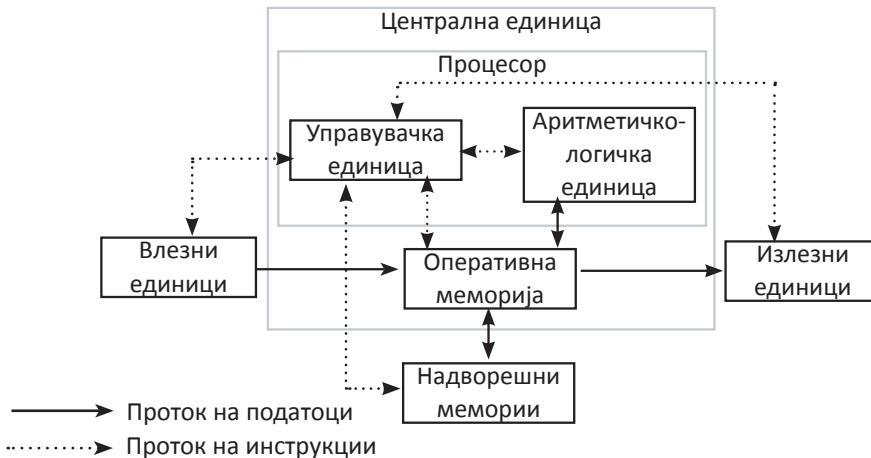 Централна единица
Процесор
Управувачка
единица
Аритметичко-
логичка
единица
Влезни
единици
Оперативна
меморија
Излезни
единици
Надворешни
мемории
Проток на податоци
Проток на инструкции